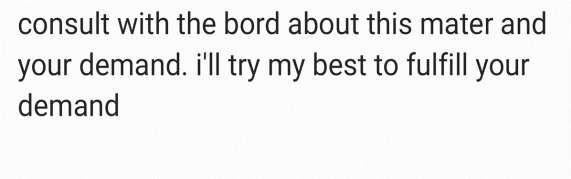 consult with the bord about this mater and
your demand. i'll try my best to fulfill your
demand